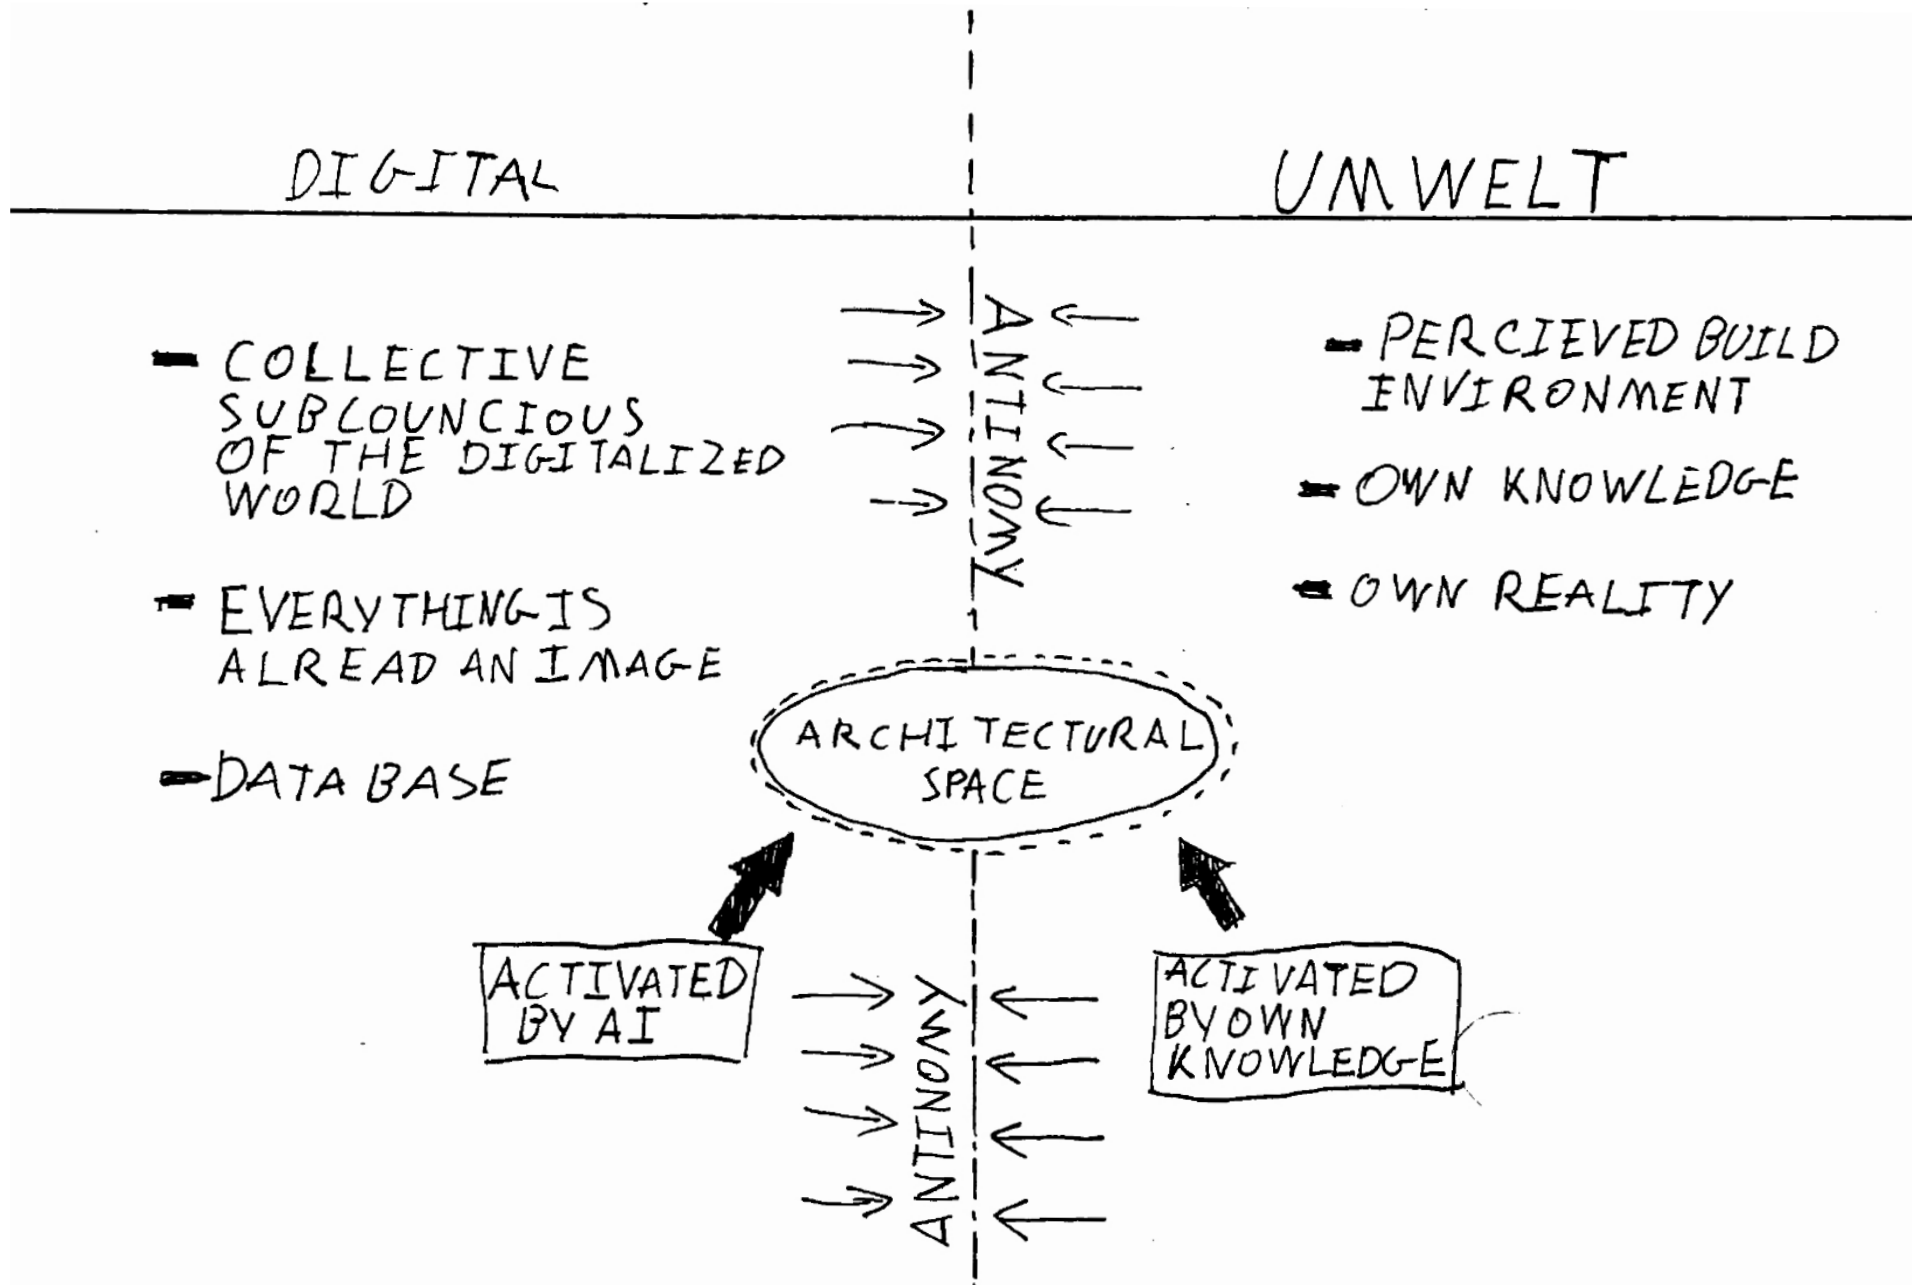 DIGITAL
UMWELT
- COLLECTIVE
SUBCOUNCIOUS
OF THE DIGITALIZED
WORLD
- EVERYTHING IS
ALREAD AN IMAGE
- DATA BASE
ANTINOMY
- PERCIEVED BUILD
ENVIRONMENT
- OWN KNOWLEDGE
- OWN REALITY
ARCHITECTURAL
SPACE
ACTIVATED
BY AI
ANTINOMY
ACTIVATED
BY OWN
KNOWLEDGE